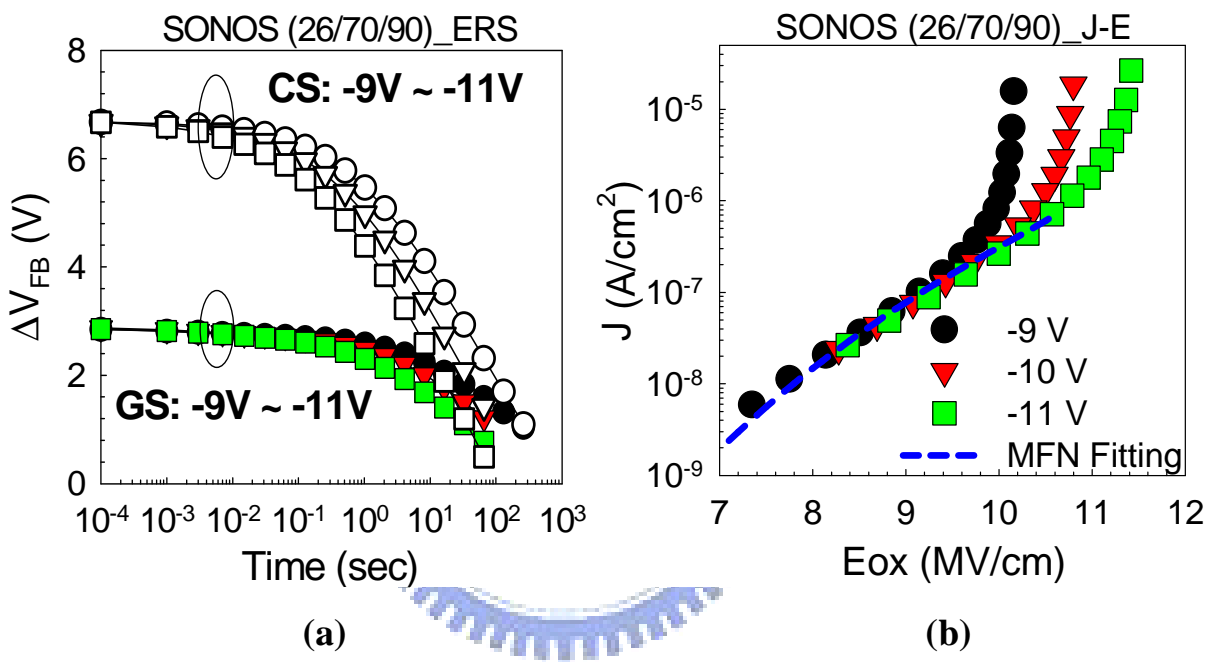 SONOS (26/70/90)_ERS
CS: -9V ~ -11V
GS: -9V ~ -11V
8
6
4
2
0
ΔV_FB (V)
10^-4 10^-3 10^-2 10^-1 10^0 10^1 10^2 10^3
Time (sec)
(a)
SONOS (26/70/90)_J-E
10^-5
10^-6
10^-7
10^-8
10^-9
J (A/cm^2)
-9 V
-10 V
-11 V
MFN Fitting
7 8 9 10 11 12
Eox (MV/cm)
(b)